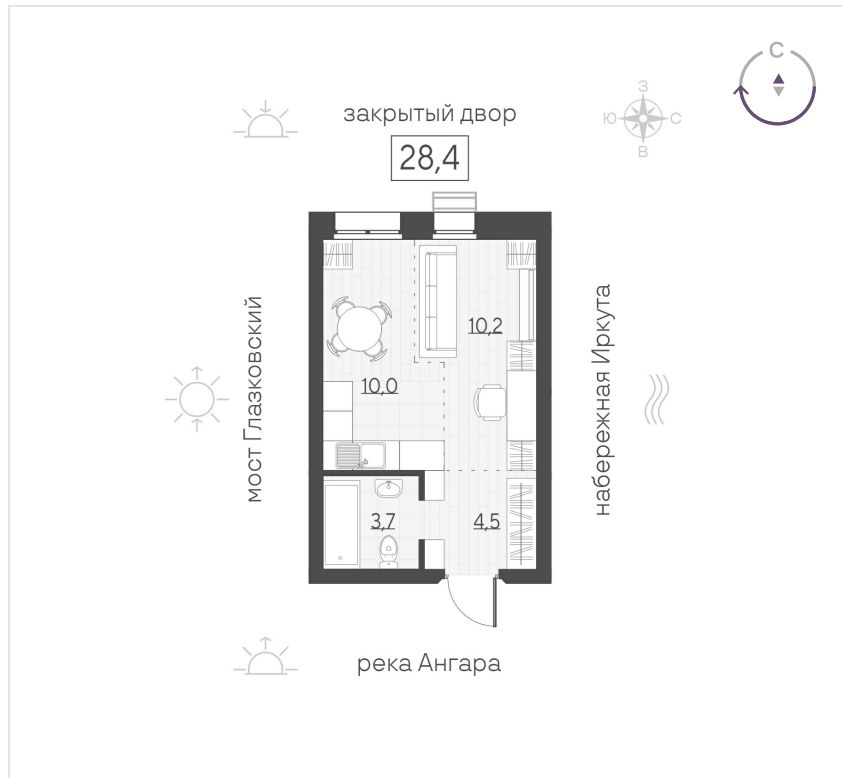 С
закрытый двор
З
Ю
С
В
28,4
мост Глазковский
набережная Иркута
10,2
10,0
3,7
4,5
река Ангара